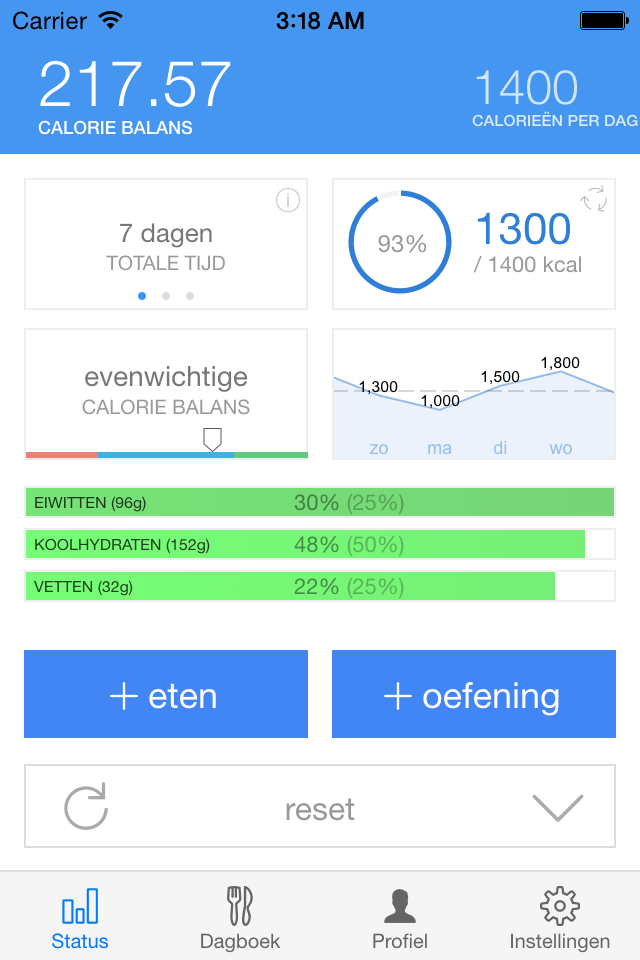 Carrier 3:18 AM
217.57
CALORIE BALANS
1400
CALORIEËN PER DAG
7 dagen
TOTALE TIJD
93%
1300
/ 1400 kcal
evenwichtige
CALORIE BALANS
1,300
1,000
1,500
1,800
zo ma di wo
EIWITTEN (96g) 30% (25%)
KOOLHYDRATEN (152g) 48% (50%)
VETTEN (32g) 22% (25%)
+ eten
+ oefening
reset
Status Dagboek Profiel Instellingen